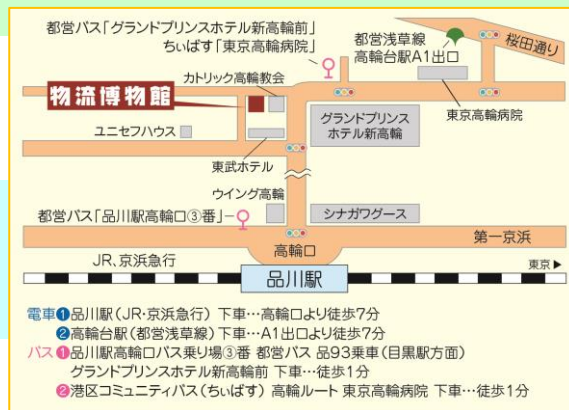 都営バス「グランドプリンスホテル新高輪前」
ちぃばす「東京高輪病院」
都営浅草線
高輪台駅A1出口
桜田通り
カトリック高輪教会
物流博物館
東京高輪病院
グランドプリンス
ホテル新高輪
ユニセフハウス
東武ホテル
ウイング高輪
都営バス「品川駅高輪口③番」
シナガワグース
第一京浜
高輪口
JR、京浜急行
東京▶
品川駅
電車❶品川駅(JR・京浜急行)下車…高輪口より徒歩7分
❷高輪台駅(都営浅草線)下車…A1出口より徒歩7分
バス❶品川駅高輪口バス乗り場③番 都営バス 品93乗車(目黒駅方面)
グランドプリンスホテル新高輪前 下車…徒歩1分
❷港区コミュニティバス(ちぃばす) 高輪ルート 東京高輪病院 下車…徒歩1分